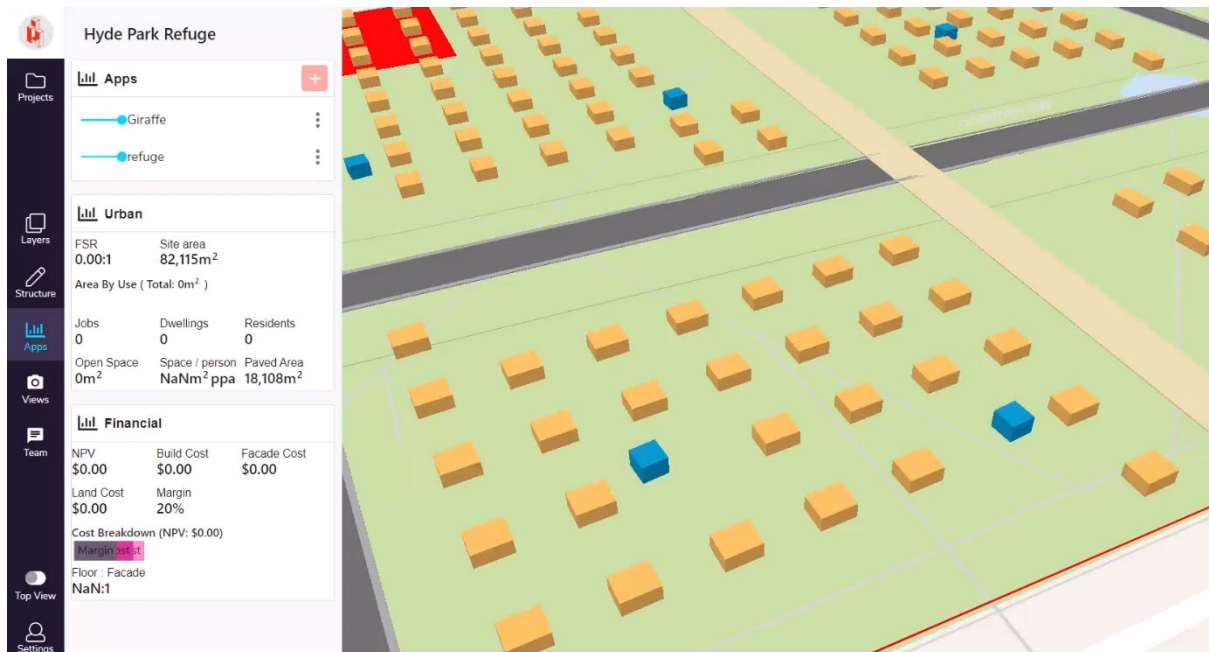 Hyde Park Refuge
Projects
Layers
Structure
Apps
Views
Team
Top View
Settings
Apps
+
Giraffe
refuge
Urban
FSR Site area
0.00:1 82,115m²
Area By Use ( Total: 0m² )
Jobs Dwellings Residents
0 0 0
Open Space Space / person Paved Area
0m² NaNm² ppa 18,108m²
Financial
NPV Build Cost Facade Cost
$0.00 $0.00 $0.00
Land Cost Margin
$0.00 20%
Cost Breakdown (NPV: $0.00)
Margin
Floor : Facade
NaN:1